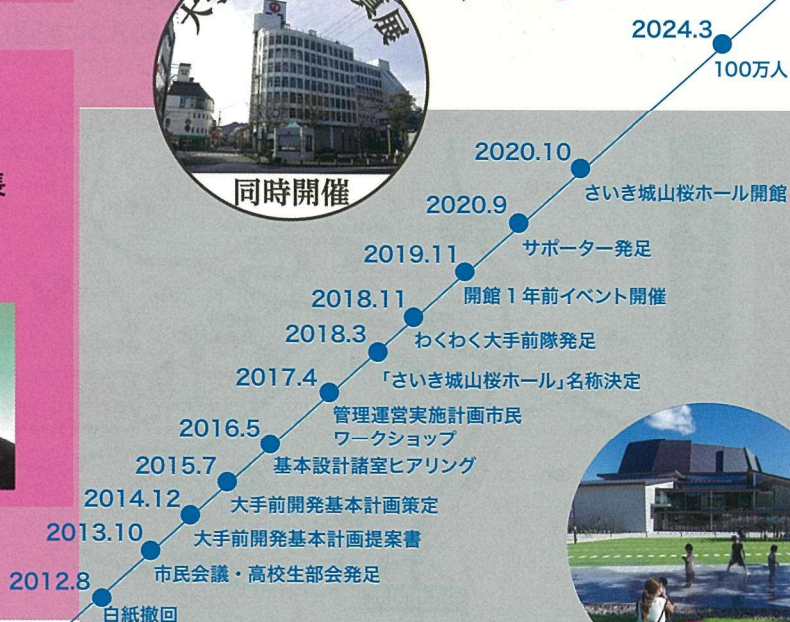 2024.3
100万人
2020.10
さいき城山桜ホール開館
2020.9
サポーター発足
2019.11
開館1年前イベント開催
2018.11
わくわく大手前隊発足
2018.3
「さいき城山桜ホール」名称決定
2017.4
管理運営実施計画市民
ワークショップ
2016.5
基本設計諸室ヒアリング
2015.7
大手前開発基本計画策定
2014.12
大手前開発基本計画提案書
2013.10
市民会議・高校生部会発足
2012.8
白紙撤回
同時開催